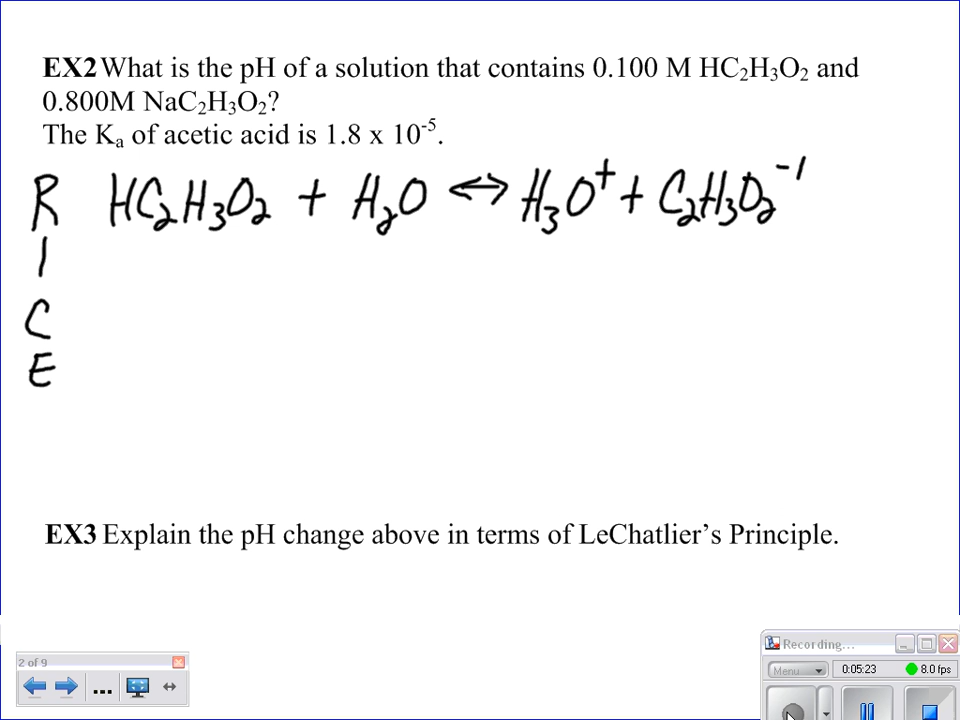 EX2 What is the pH of a solution that contains 0.100 M HC₂H₃O₂ and
0.800M NaC₂H₃O₂?
The Kₐ of acetic acid is 1.8 x 10⁻⁵.
R HC₂H₃O₂ + H₂O ⟷ H₃O⁺ + C₂H₃O₂⁻¹
I
C
E
EX3 Explain the pH change above in terms of LeChatlier’s Principle.
2 of 9
...
Recording...
Menu 0:05:23 8.0 fps